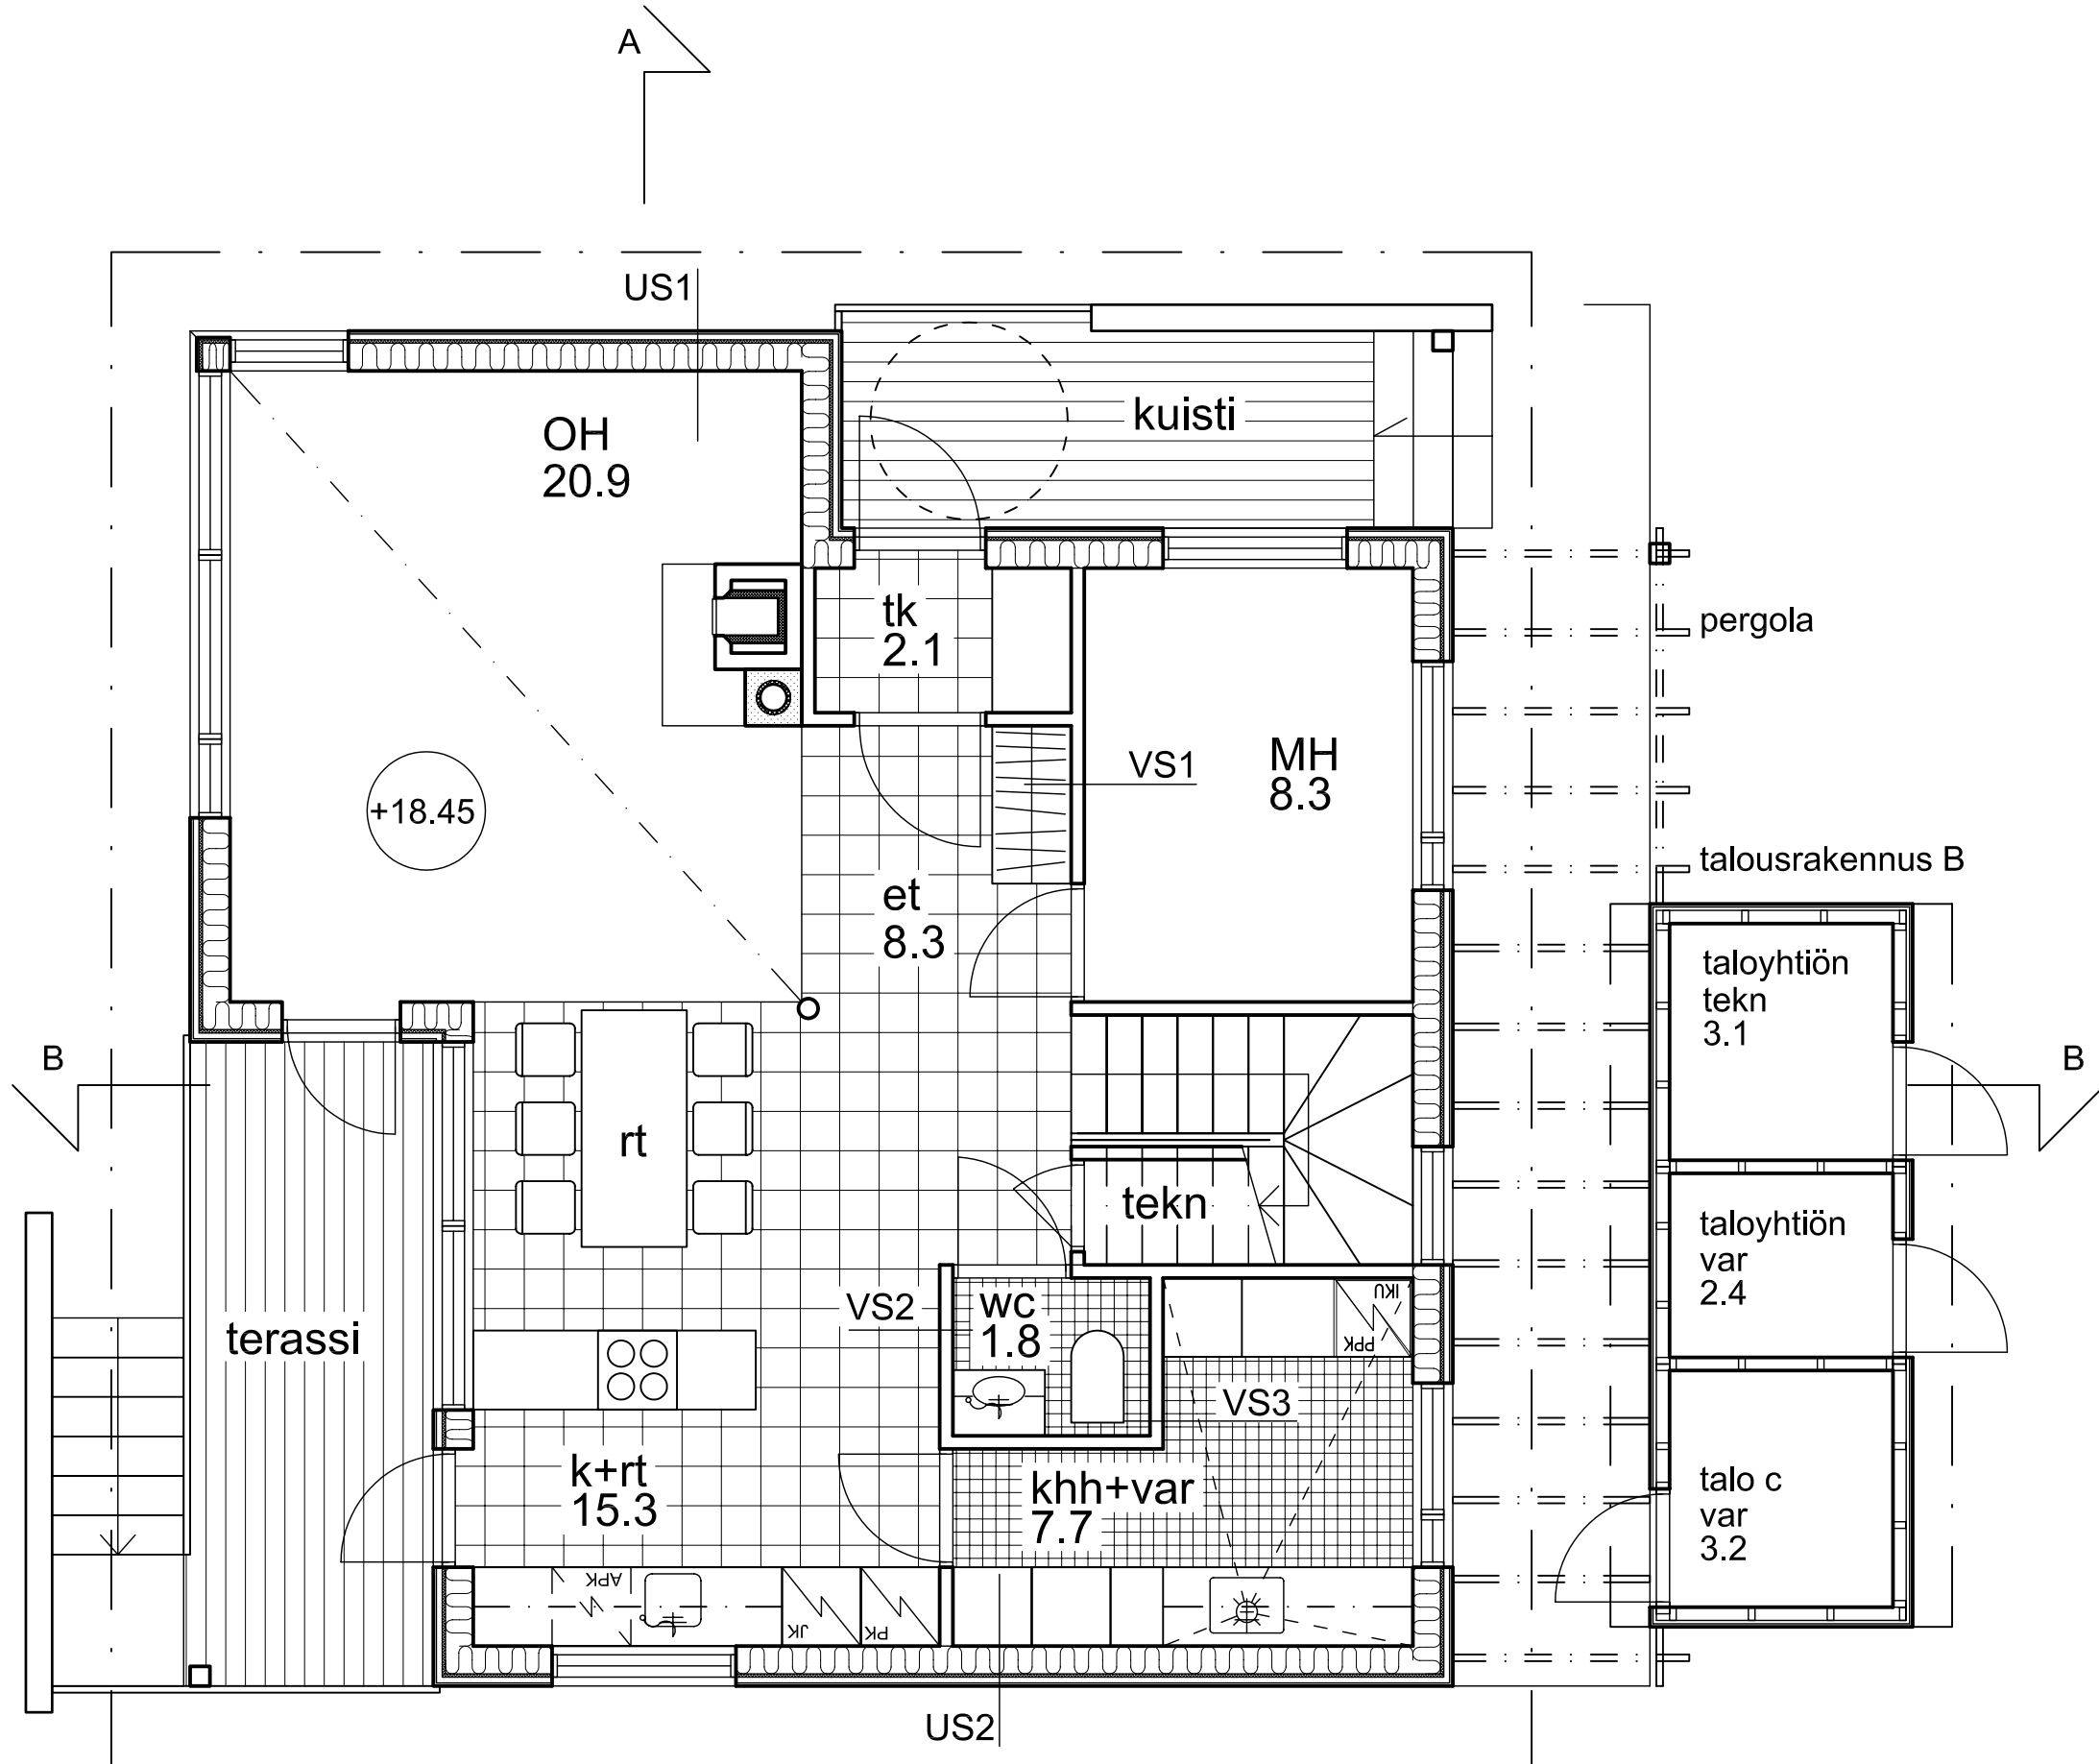 A
US1
kuisti
OH
20.9
tk
2.1
pergola
VS1
MH
8.3
+18.45
talousrakennus B
et
8.3
taloyhtiön
tekn
3.1
B
B
rt
tekn
taloyhtiön
var
2.4
VS2
wc
1.8
IKU
PPK
terassi
VS3
k+rt
15.3
khh+var
7.7
talo c
var
3.2
APK
JK
PK
US2